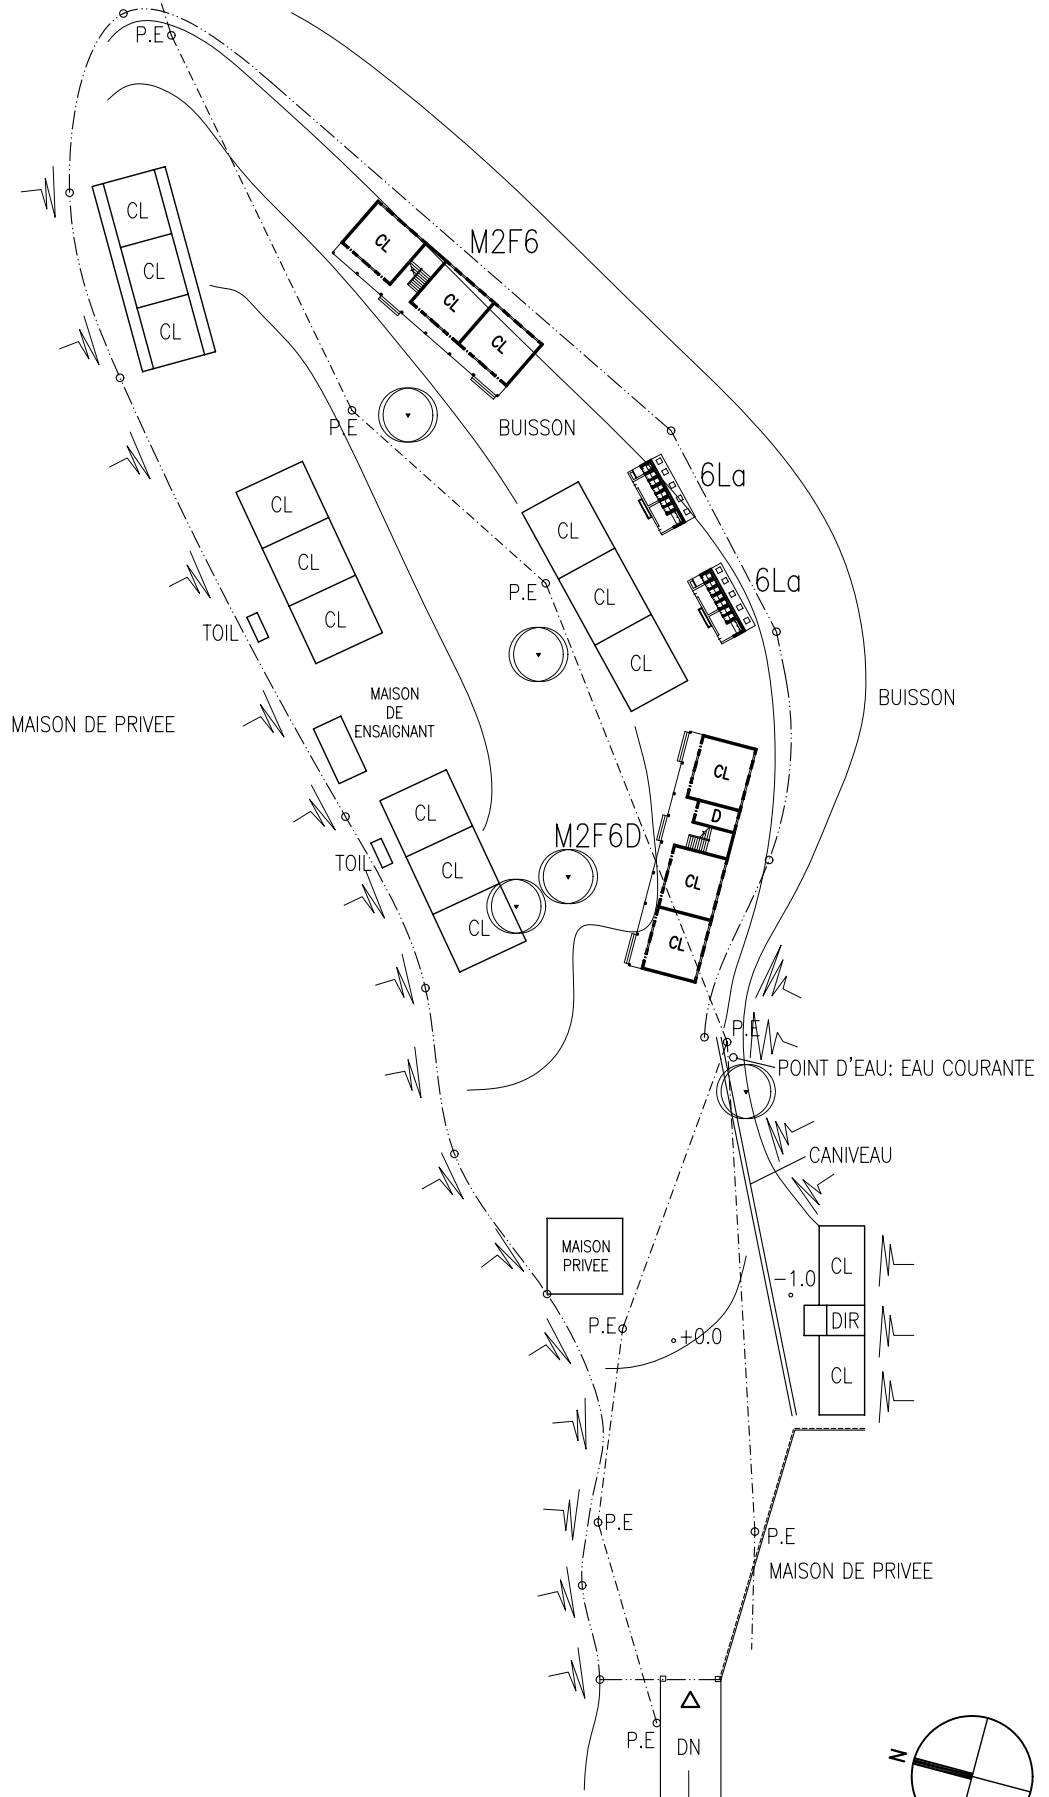 P.E
CL
CL
CL
M2F6
CL
CL
CL
P.E
BUISSON
6La
CL
CL
CL
CL
CL
CL
P.E
6La
TOIL
MAISON DE PRIVEE
MAISON
DE
ENSAIGNANT
BUISSON
CL
D
CL
CL
M2F6D
CL
CL
CL
TOIL
P.E
POINT D'EAU: EAU COURANTE
CANIVEAU
MAISON
PRIVEE
CL
DIR
CL
-1.0
P.E
+0.0
P.E
P.E
MAISON DE PRIVEE
P.E
DN
N